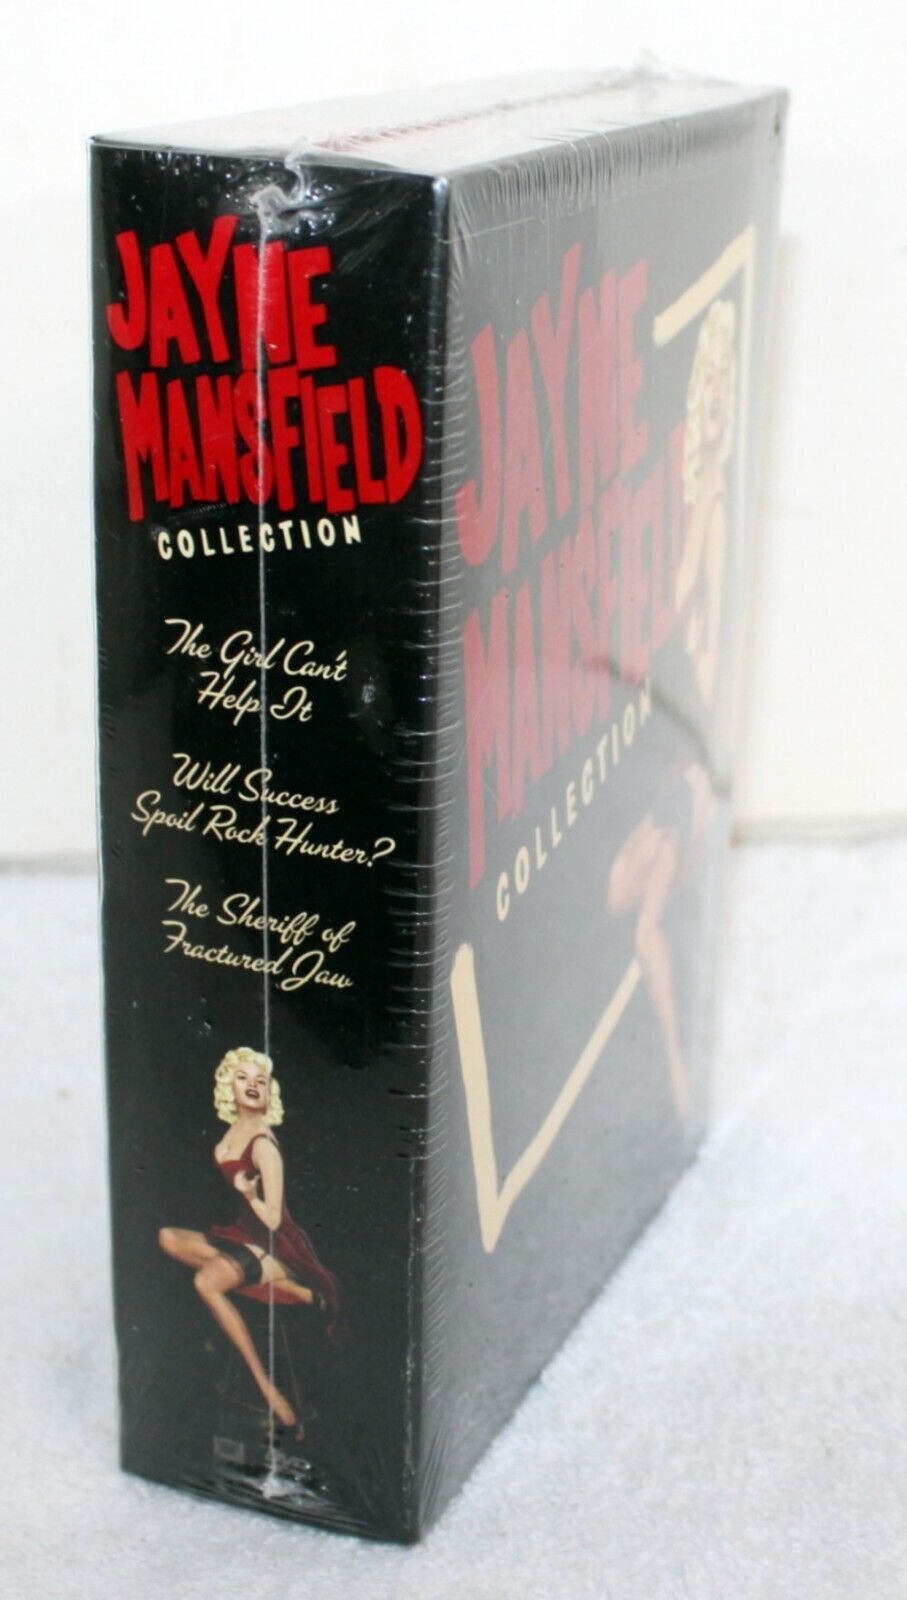 JAYNE
MANSFIELD
COLLECTION
The Girl Can't
Help It
Will Success
Spoil Rock Hunter?
The Sheriff of
Fractured Jaw
DVD
JAYNE
MANSFIELD
COLLECTION